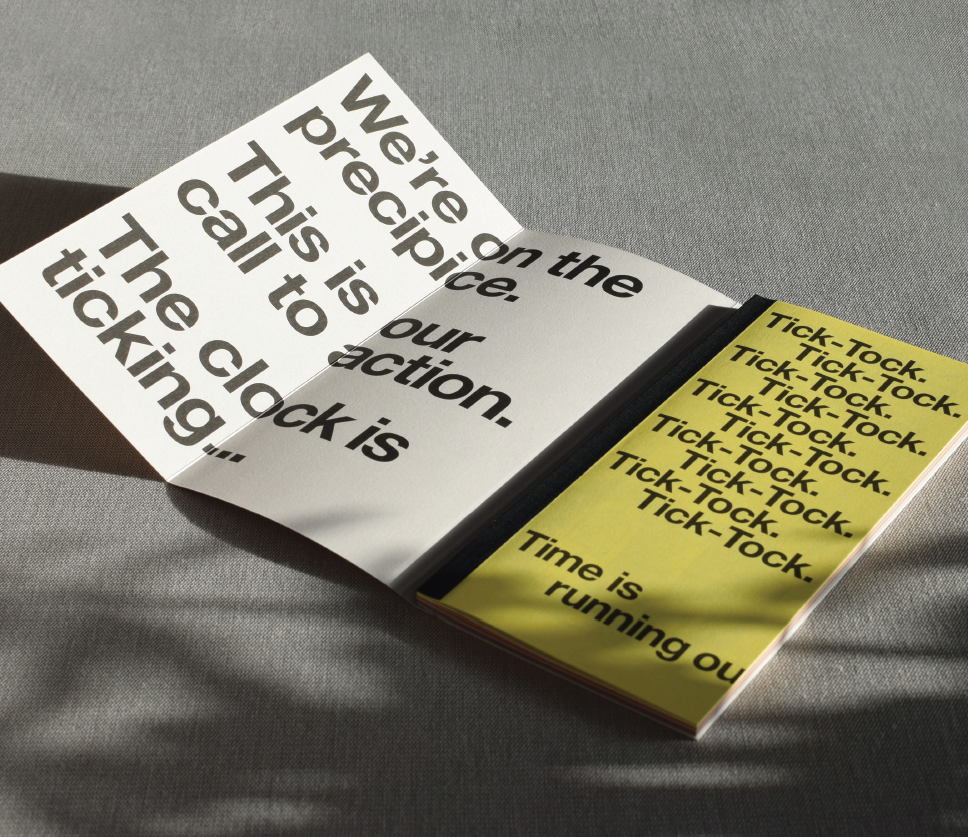 We're on the
precipice.
This is our
call to action.
The clock is
ticking...
Tick-Tock.
Tick-Tock.
Tick-Tock.
Tick-Tock.
Tick-Tock.
Tick-Tock.
Tick-Tock.
Tick-Tock.
Tick-Tock.
Tick-Tock.
Time is
running ou